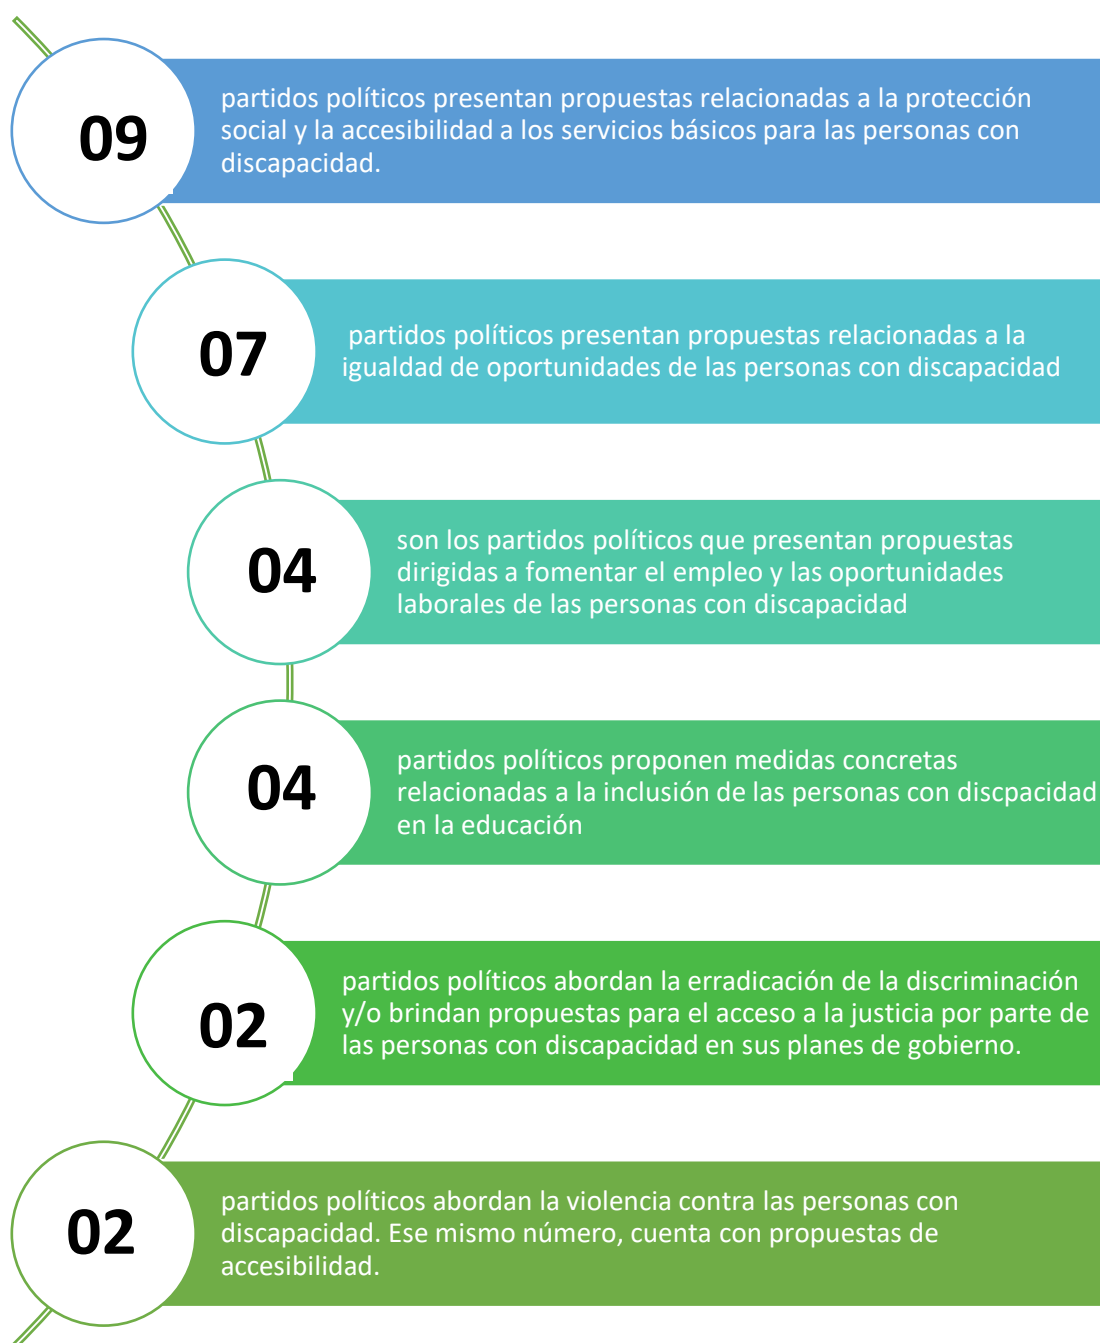 09
partidos políticos presentan propuestas relacionadas a la protección
social y la accesibilidad a los servicios básicos para las personas con
discapacidad.
07
partidos políticos presentan propuestas relacionadas a la
igualdad de oportunidades de las personas con discapacidad
04
son los partidos políticos que presentan propuestas
dirigidas a fomentar el empleo y las oportunidades
laborales de las personas con discapacidad
04
partidos políticos proponen medidas concretas
relacionadas a la inclusión de las personas con discpacidad
en la educación
02
partidos políticos abordan la erradicación de la discriminación
y/o brindan propuestas para el acceso a la justicia por parte de
las personas con discapacidad en sus planes de gobierno.
02
partidos políticos abordan la violencia contra las personas con
discapacidad. Ese mismo número, cuenta con propuestas de
accesibilidad.